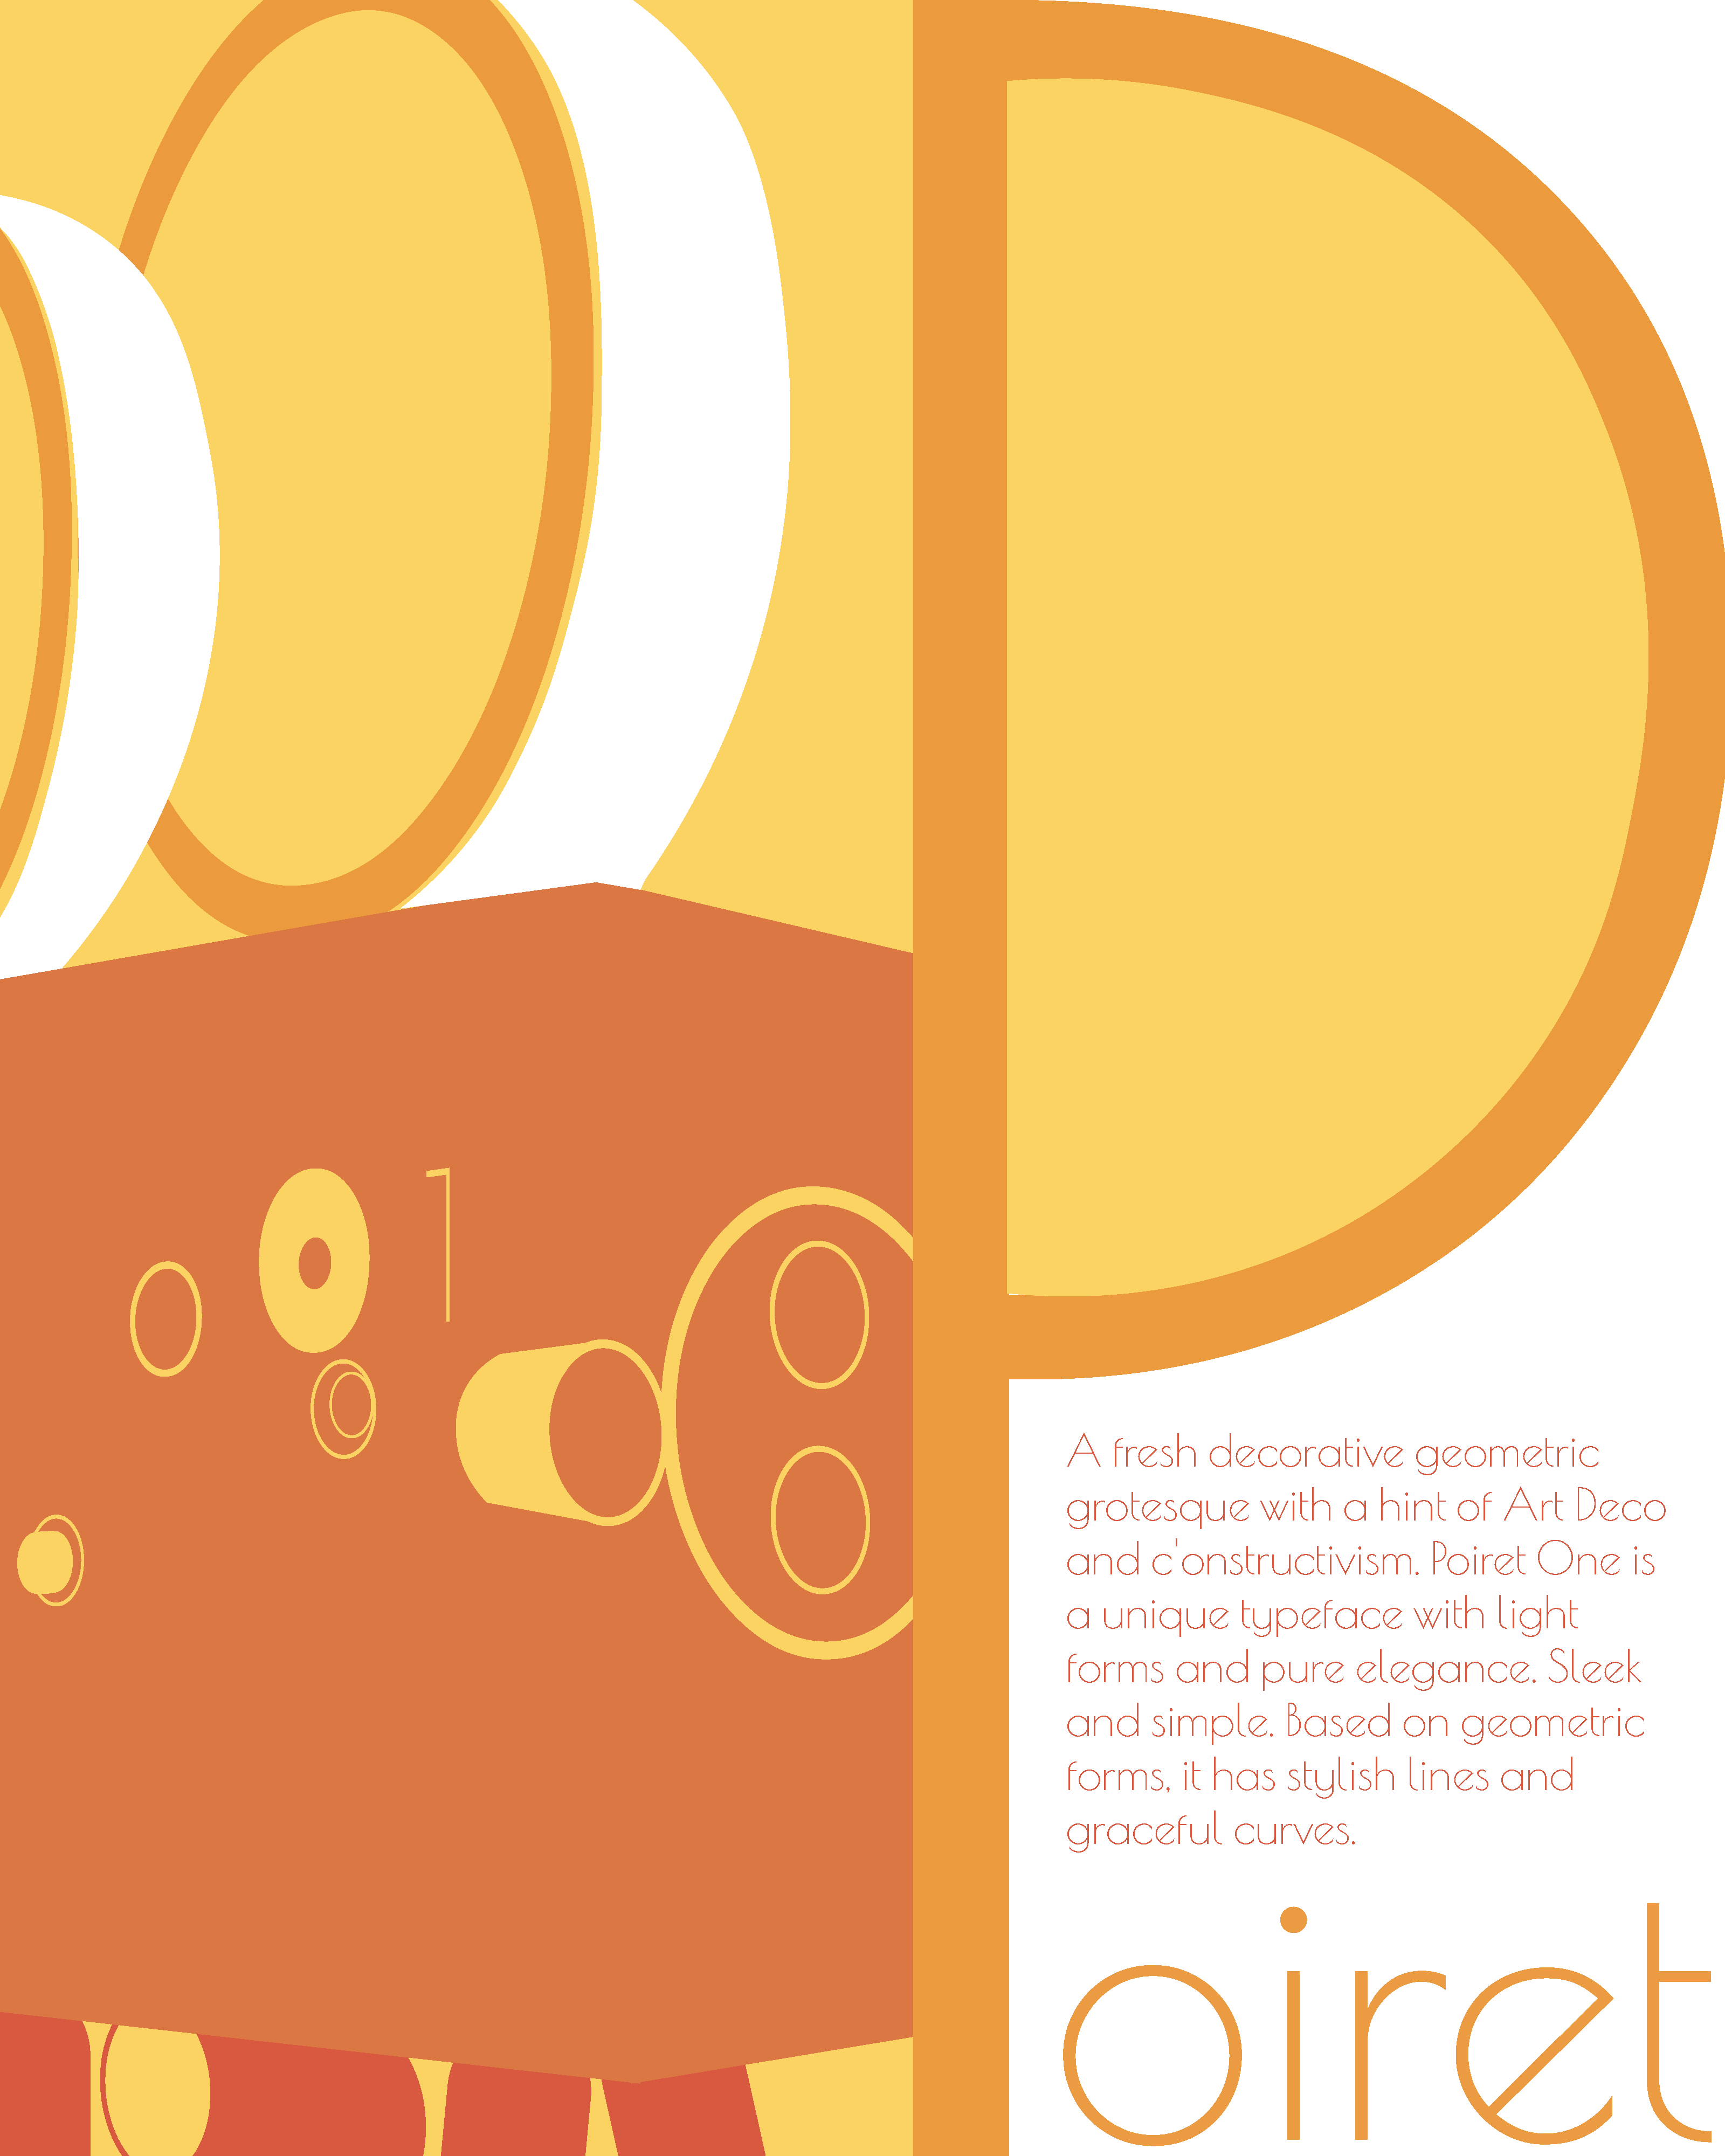 P
1
A fresh decorative geometric
grotesque with a hint of Art Deco
and c'onstructivism. Poiret One is
a unique typeface with light
forms and pure elegance. Sleek
and simple. Based on geometric
forms, it has stylish lines and
graceful curves.
oiret